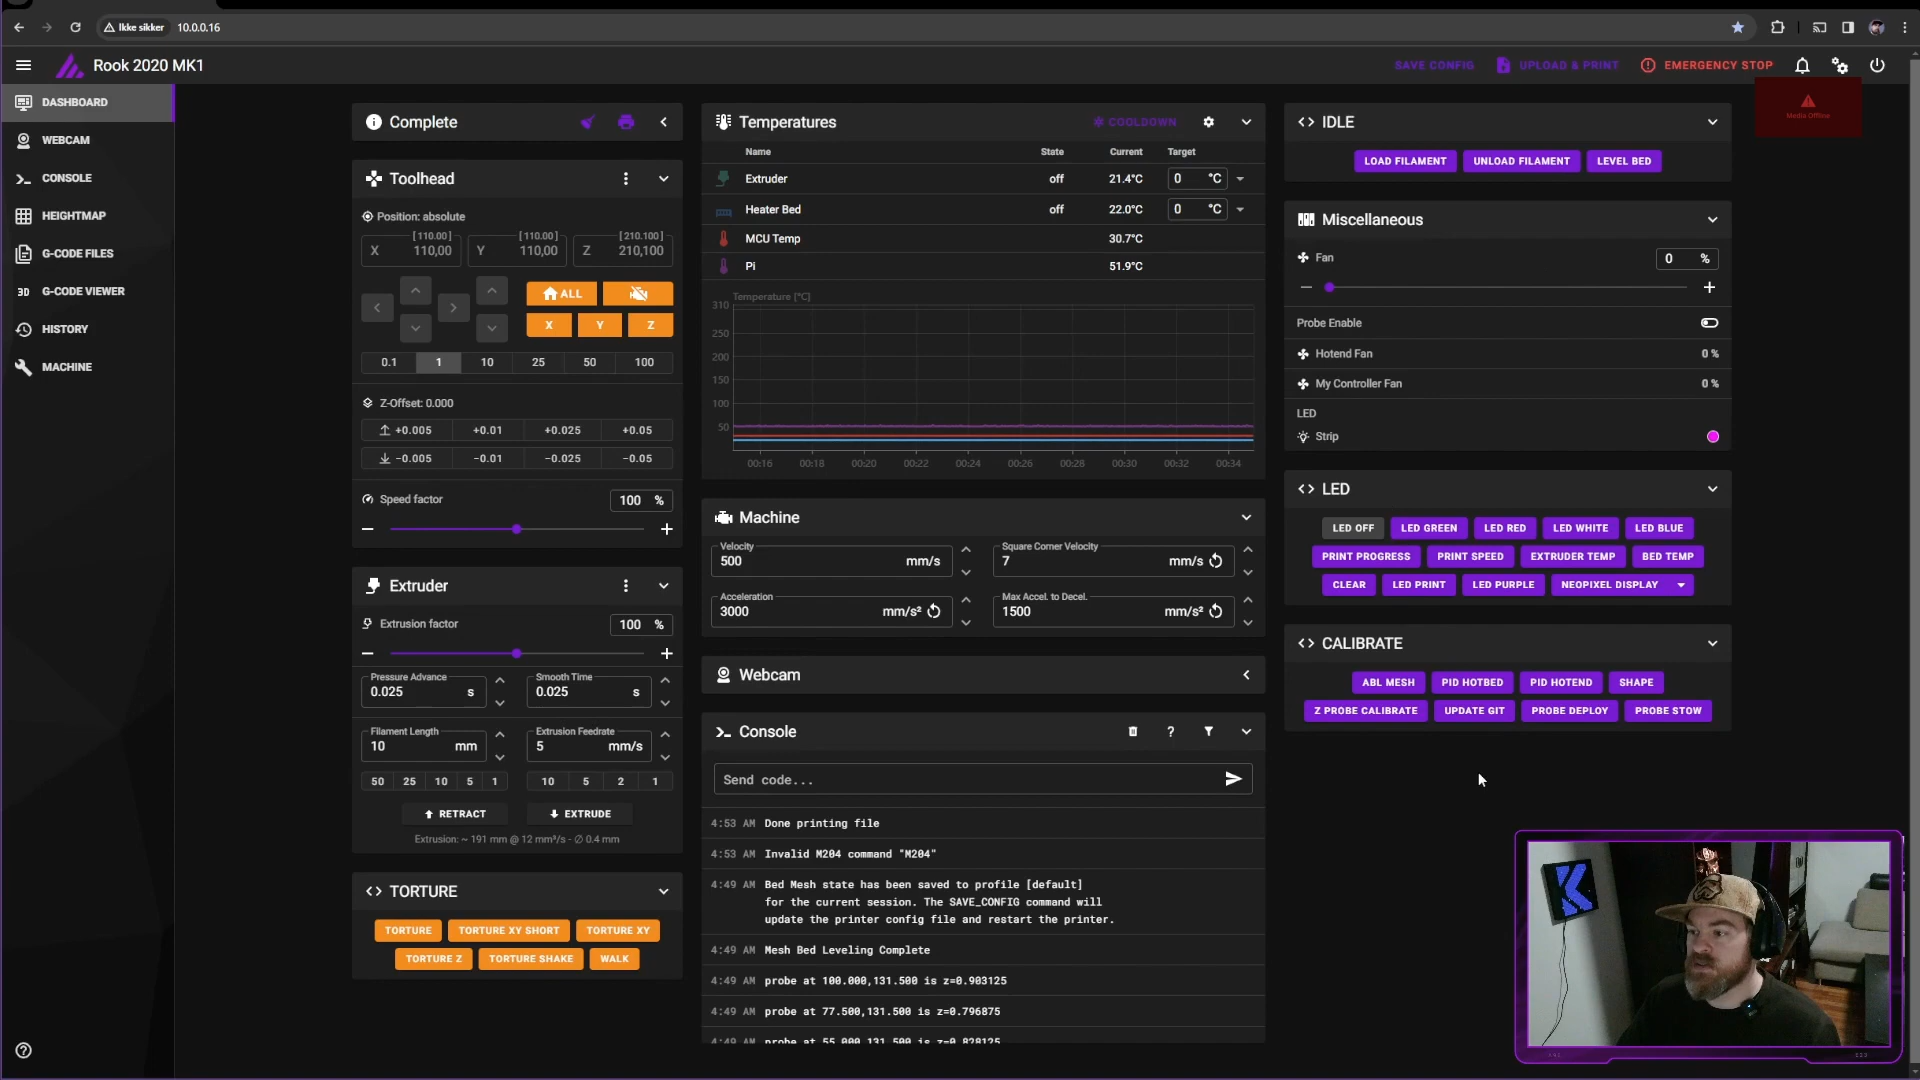 Ikke sikker 10.0.0.16
Rook 2020 MK1
SAVE CONFIG
UPLOAD & PRINT
EMERGENCY STOP
Media Offline
DASHBOARD
WEBCAM
CONSOLE
HEIGHTMAP
G-CODE FILES
G-CODE VIEWER
HISTORY
MACHINE
Complete
Toolhead
Position: absolute
[110.00] [110.00] [210.100]
X 110,00 Y 110,00 Z 210,100
ALL
X Y Z
0.1 1 10 25 50 100
Z-Offset: 0.000
+0.005 +0.01 +0.025 +0.05
−0.005 −0.01 −0.025 −0.05
Speed factor 100 %
Extruder
Extrusion factor 100 %
Pressure Advance Smooth Time
0.025 s 0.025 s
Filament Length Extrusion Feedrate
10 mm 5 mm/s
50 25 10 5 1 10 5 2 1
RETRACT EXTRUDE
Extrusion: ~ 191 mm @ 12 mm³/s - ∅ 0.4 mm
TORTURE
TORTURE TORTURE XY SHORT TORTURE XY
TORTURE Z TORTURE SHAKE WALK
Temperatures
COOLDOWN
Name State Current Target
Extruder off 21.4°C 0 °C
Heater Bed off 22.0°C 0 °C
MCU Temp 30.7°C
Pi 51.9°C
Temperature [°C]
310
250
200
150
100
50
00:16 00:18 00:20 00:22 00:24 00:26 00:28 00:30 00:32 00:34
Machine
Velocity Square Corner Velocity
500 mm/s 7 mm/s
Acceleration Max Accel. to Decel.
3000 mm/s² 1500 mm/s²
Webcam
Console
Send code...
4:53 AM Done printing file
4:53 AM Invalid M204 command "M204"
4:49 AM Bed Mesh state has been saved to profile [default]
for the current session. The SAVE_CONFIG command will
update the printer config file and restart the printer.
4:49 AM Mesh Bed Leveling Complete
4:49 AM probe at 100.000,131.500 is z=0.903125
4:49 AM probe at 77.500,131.500 is z=0.796875
4:49 AM probe at 55.000,131.500 is z=0.828125
IDLE
LOAD FILAMENT UNLOAD FILAMENT LEVEL BED
Miscellaneous
Fan 0 %
Probe Enable
Hotend Fan 0 %
My Controller Fan 0 %
LED
Strip
LED
LED OFF LED GREEN LED RED LED WHITE LED BLUE
PRINT PROGRESS PRINT SPEED EXTRUDER TEMP BED TEMP
CLEAR LED PRINT LED PURPLE NEOPIXEL DISPLAY
CALIBRATE
ABL MESH PID HOTBED PID HOTEND SHAPE
Z PROBE CALIBRATE UPDATE GIT PROBE DEPLOY PROBE STOW
K